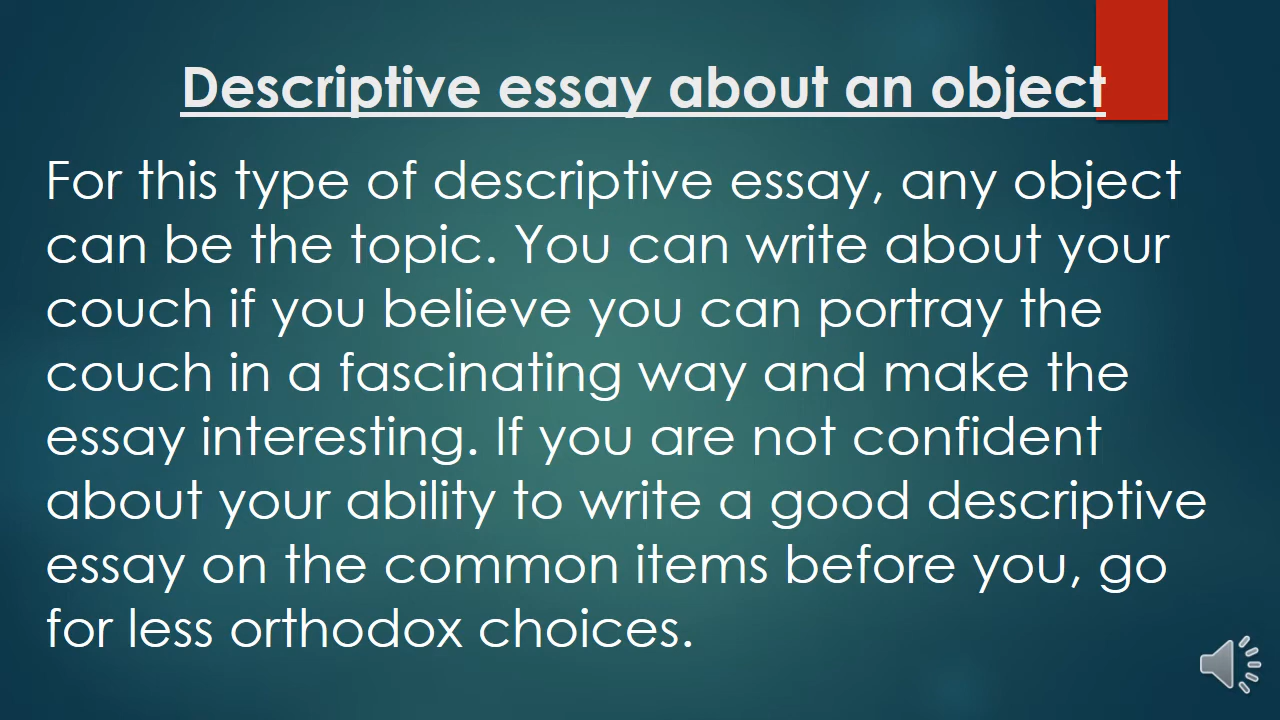 Descriptive essay about an object
For this type of descriptive essay, any object
can be the topic. You can write about your
couch if you believe you can portray the
couch in a fascinating way and make the
essay interesting. If you are not confident
about your ability to write a good descriptive
essay on the common items before you, go
for less orthodox choices.